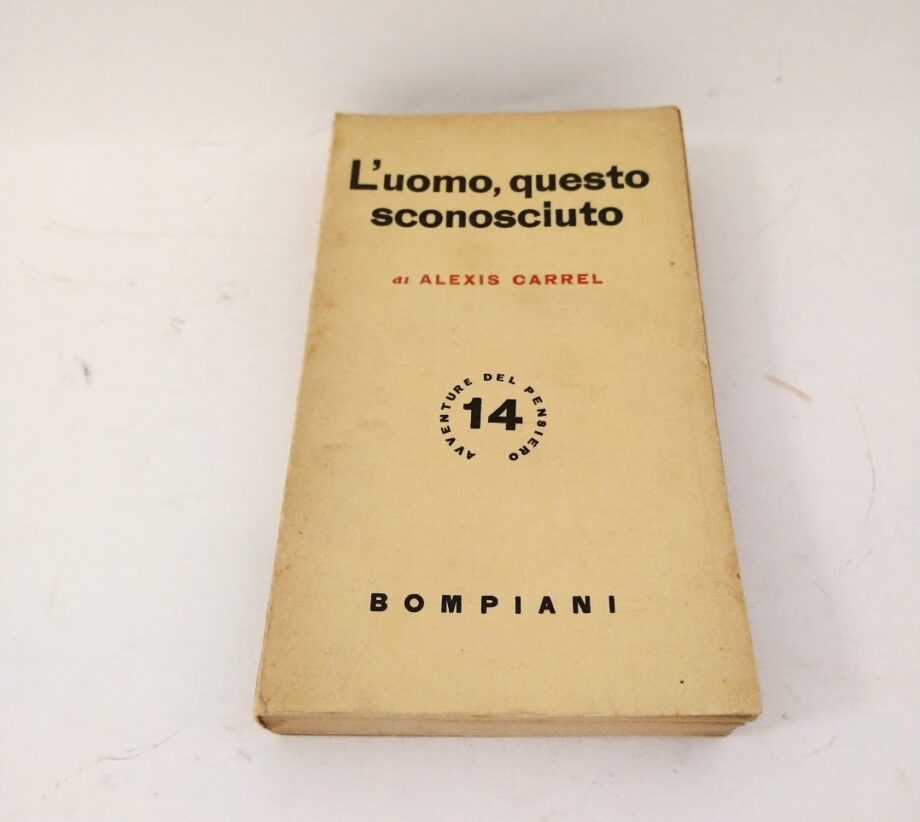 L'uomo, questo
sconosciuto
di ALEXIS CARREL
AVVENTURE DEL PENSIERO
14
BOMPIANI